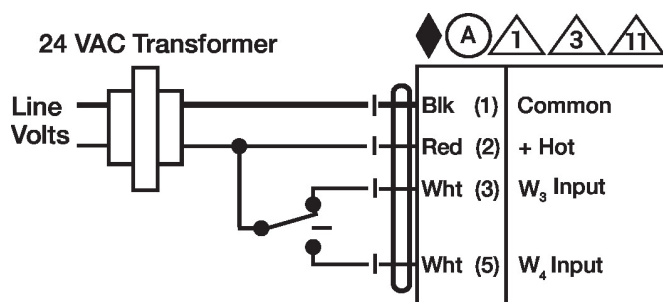 24 VAC Transformer
A 1 3 11
Line
Volts
Blk (1) Common
Red (2) + Hot
Wht (3) W₃ Input
Wht (5) W₄ Input